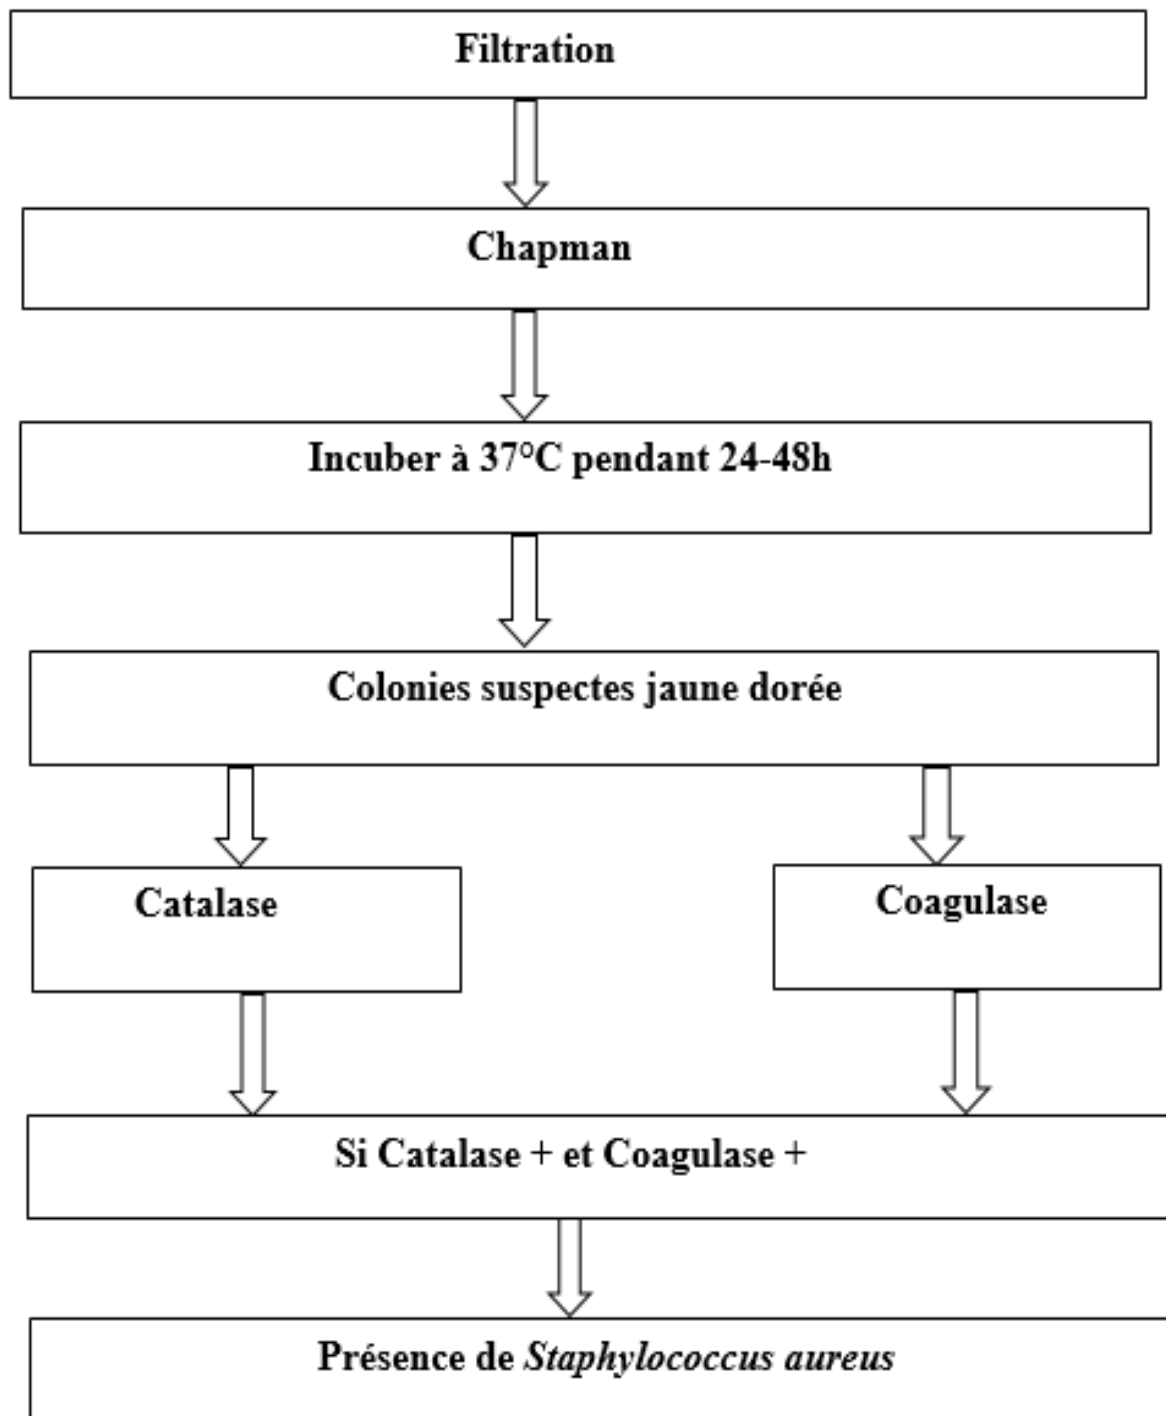 Filtration
Chapman
Incuber à 37°C pendant 24-48h
Colonies suspectes jaune dorée
Catalase
Coagulase
Si Catalase + et Coagulase +
Présence de Staphylococcus aureus